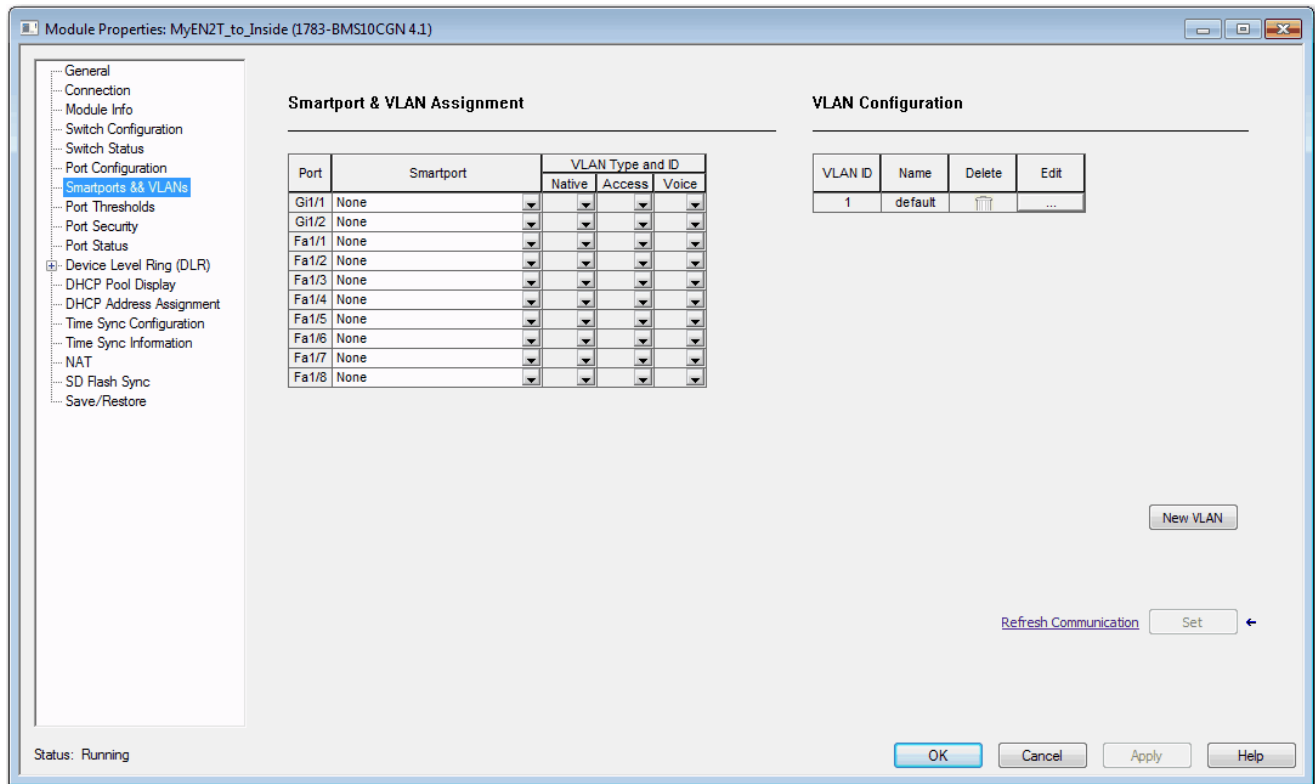 Module Properties: MyEN2T_to_Inside (1783-BMS10CGN 4.1)
General
Connection
Module Info
Switch Configuration
Switch Status
Port Configuration
Smartports && VLANs
Port Thresholds
Port Security
Port Status
Device Level Ring (DLR)
DHCP Pool Display
DHCP Address Assignment
Time Sync Configuration
Time Sync Information
NAT
SD Flash Sync
Save/Restore
Smartport & VLAN Assignment
Port Smartport VLAN Type and ID
Native Access Voice
Gi1/1 None
Gi1/2 None
Fa1/1 None
Fa1/2 None
Fa1/3 None
Fa1/4 None
Fa1/5 None
Fa1/6 None
Fa1/7 None
Fa1/8 None
VLAN Configuration
VLAN ID Name Delete Edit
1 default ...
New VLAN
Refresh Communication Set
Status: Running
OK Cancel Apply Help